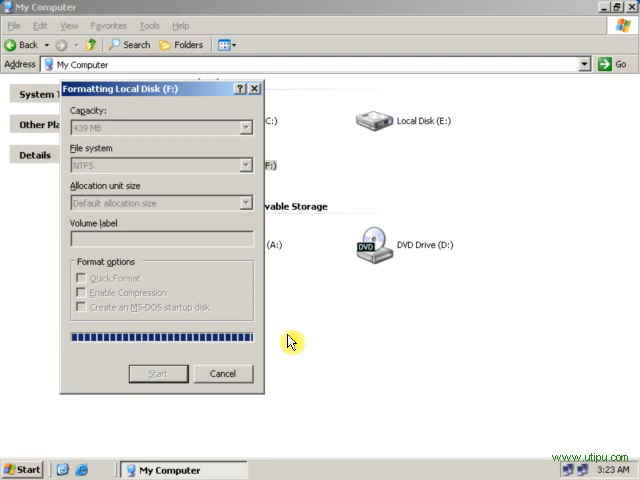 My Computer
File Edit View Favorites Tools Help
Back Search Folders
Address My Computer Go
System T
Formatting Local Disk (F:)
Capacity:
439 MB
C:)
Local Disk (E:)
Other Pla
File system
NTFS
F:)
Details
Allocation unit size
Default allocation size
vable Storage
Volume label
(A:)
DVD
DVD Drive (D:)
Format options
Quick Format
Enable Compression
Create an MS-DOS startup disk
Start Cancel
www.utipu.com
Start My Computer 3:23 AM